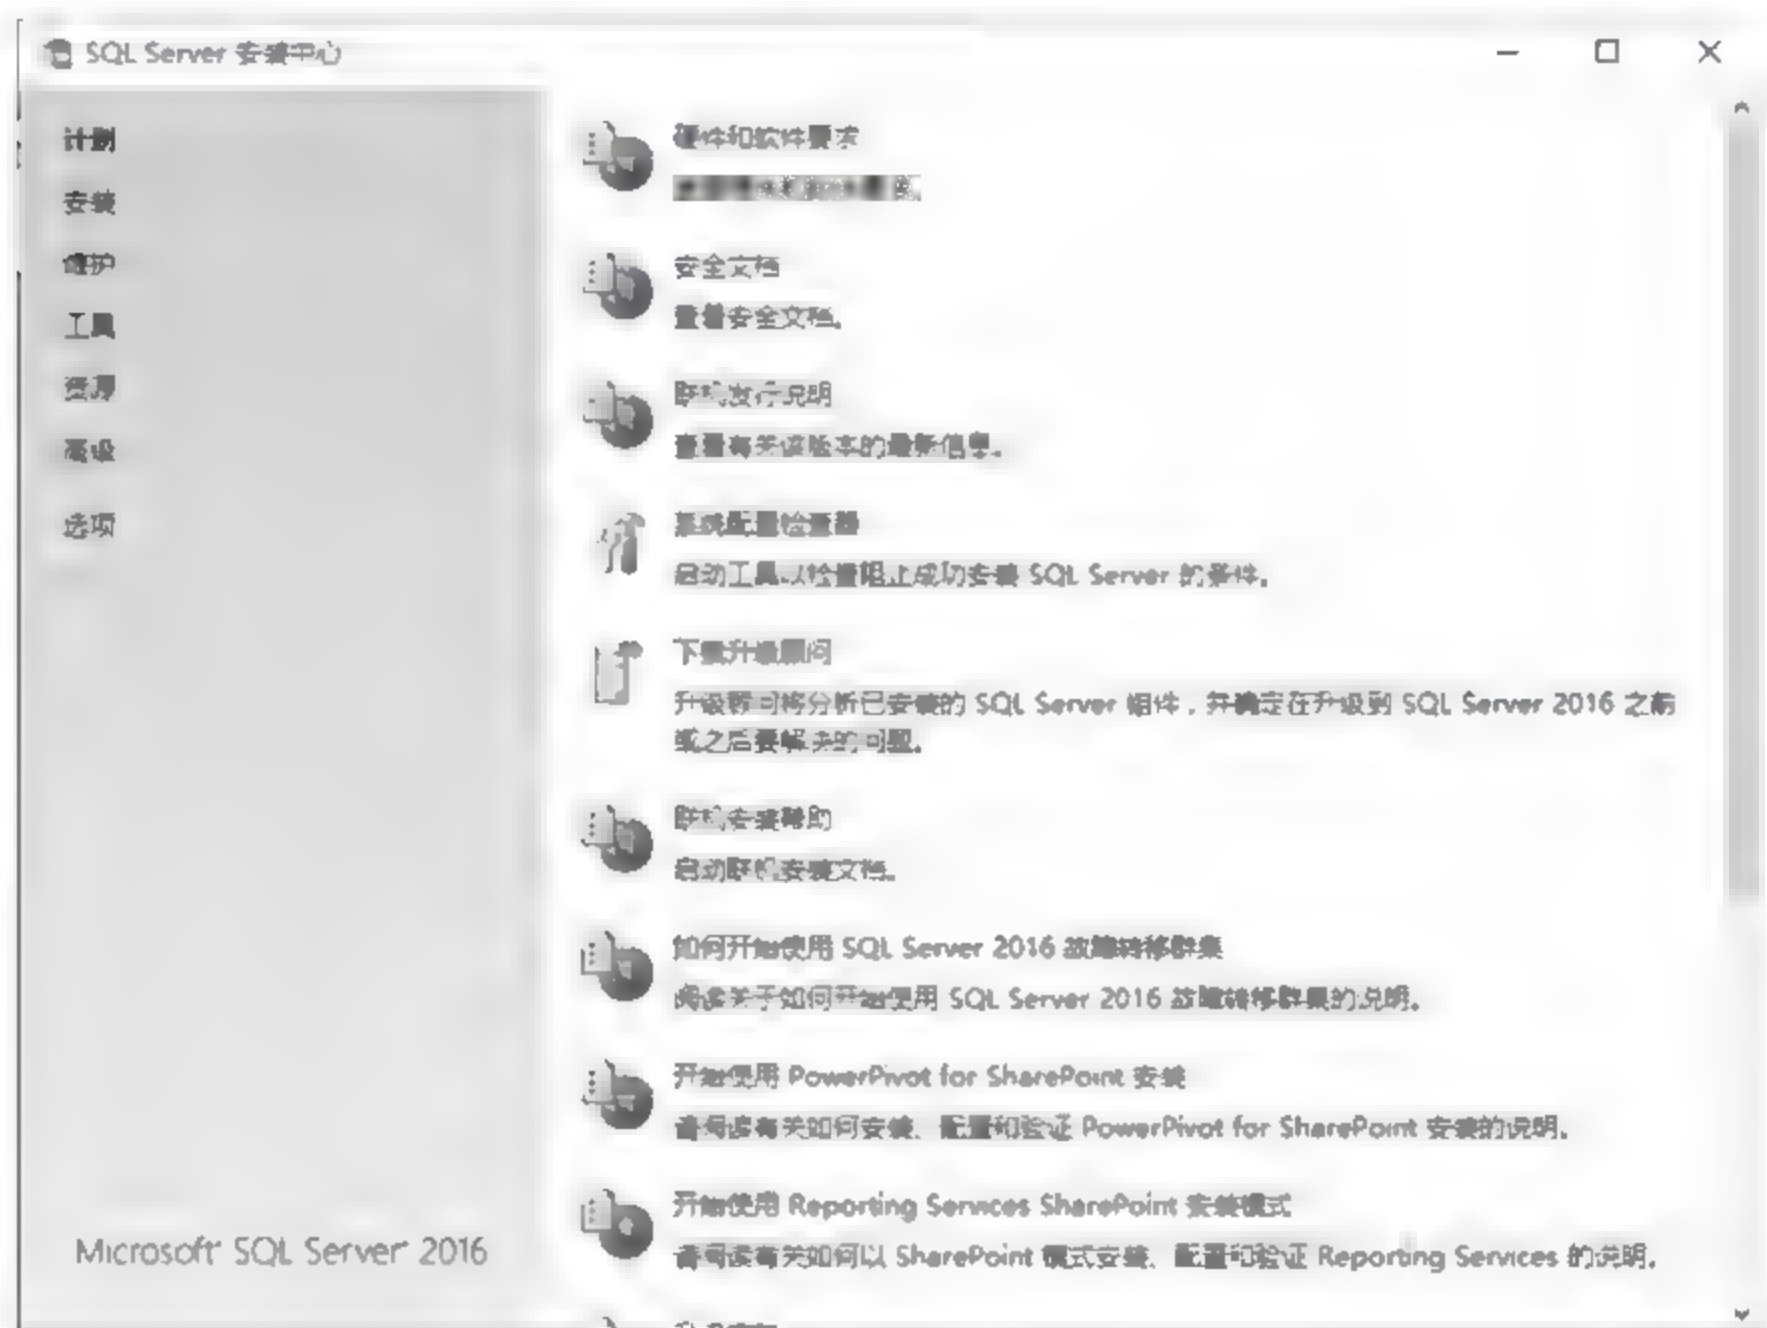 SQL Server 安装中心
计划
安装
维护
工具
资源
高级
选项
Microsoft SQL Server 2016
硬件和软件要求
安全文档
查看安全文档。
联机发行说明
查看有关该版本的最新信息。
系统配置检查器
启动工具以检查阻止成功安装 SQL Server 的条件。
下载升级顾问
升级顾问将分析已安装的 SQL Server 组件，并确定在升级到 SQL Server 2016 之前
或之后要解决的问题。
联机安装帮助
启动联机安装文档。
如何开始使用 SQL Server 2016 故障转移群集
阅读关于如何开始使用 SQL Server 2016 故障转移群集的说明。
开始使用 PowerPivot for SharePoint 安装
请阅读有关如何安装、配置和验证 PowerPivot for SharePoint 安装的说明。
开始使用 Reporting Services SharePoint 安装模式
请阅读有关如何以 SharePoint 模式安装、配置和验证 Reporting Services 的说明。